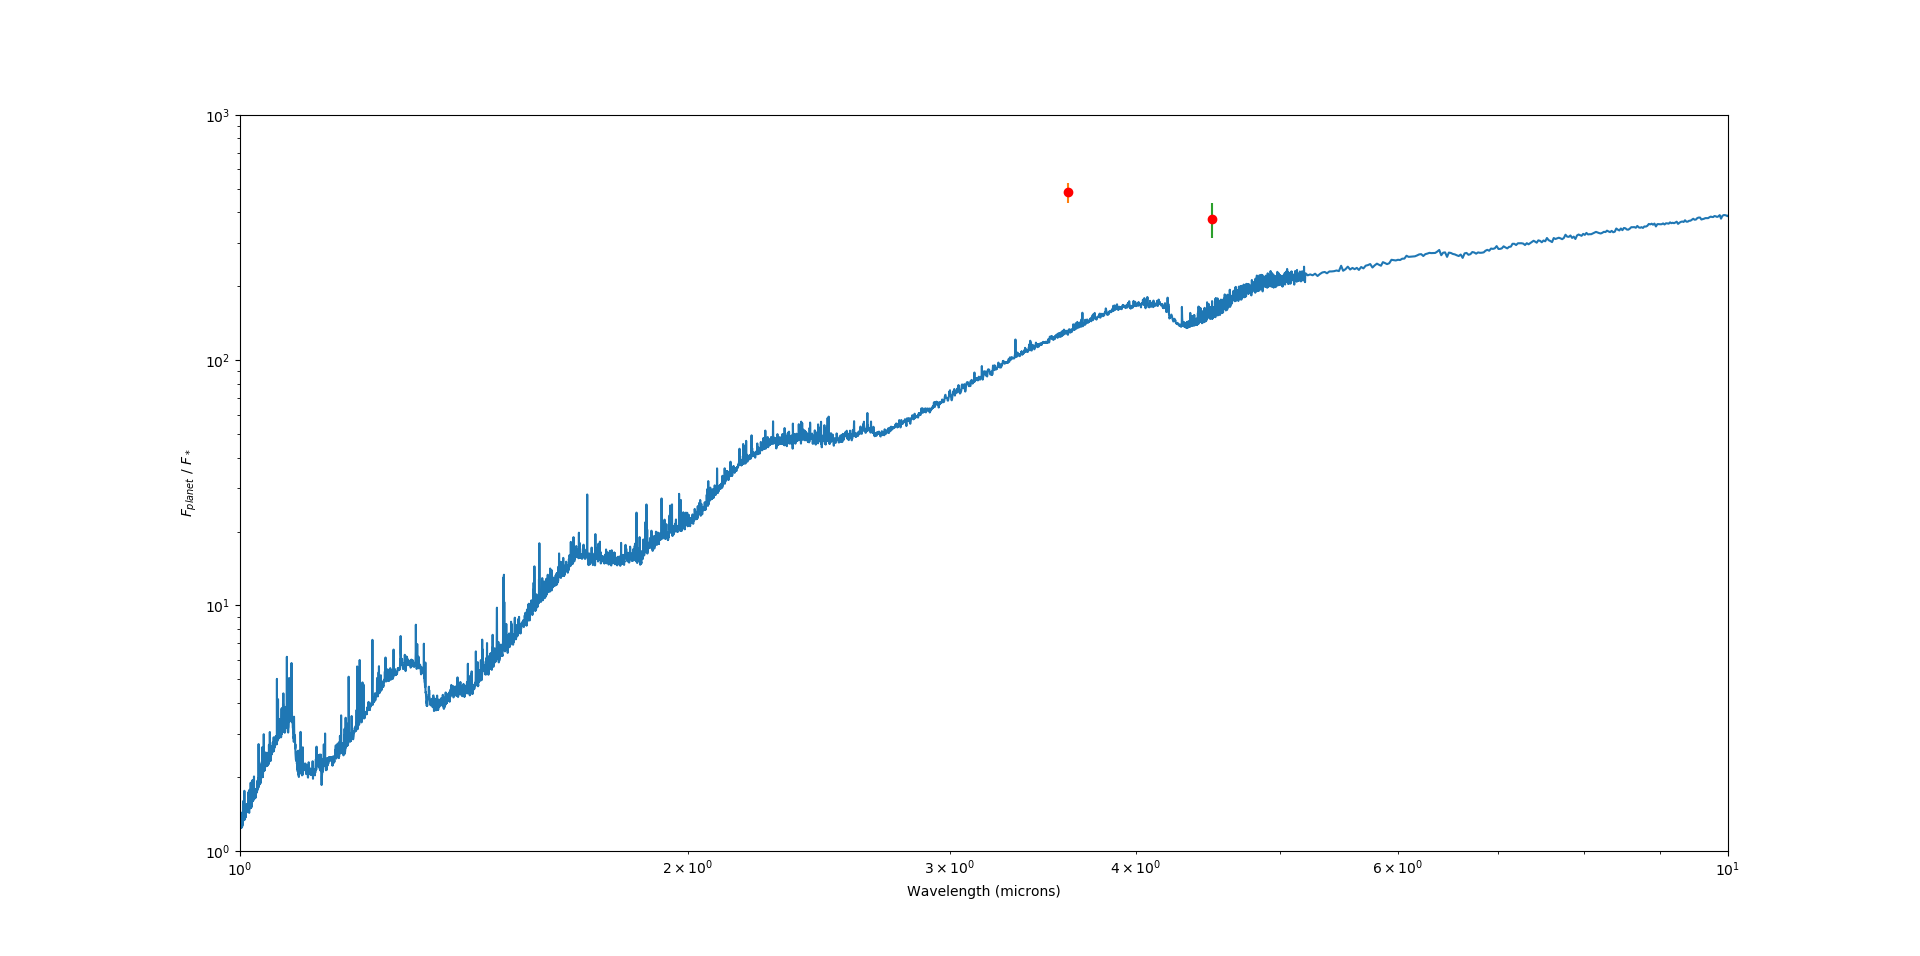 10³
10²
10¹
10⁰
F_planet / F_*
10⁰
2 × 10⁰
3 × 10⁰
4 × 10⁰
6 × 10⁰
10¹
Wavelength (microns)